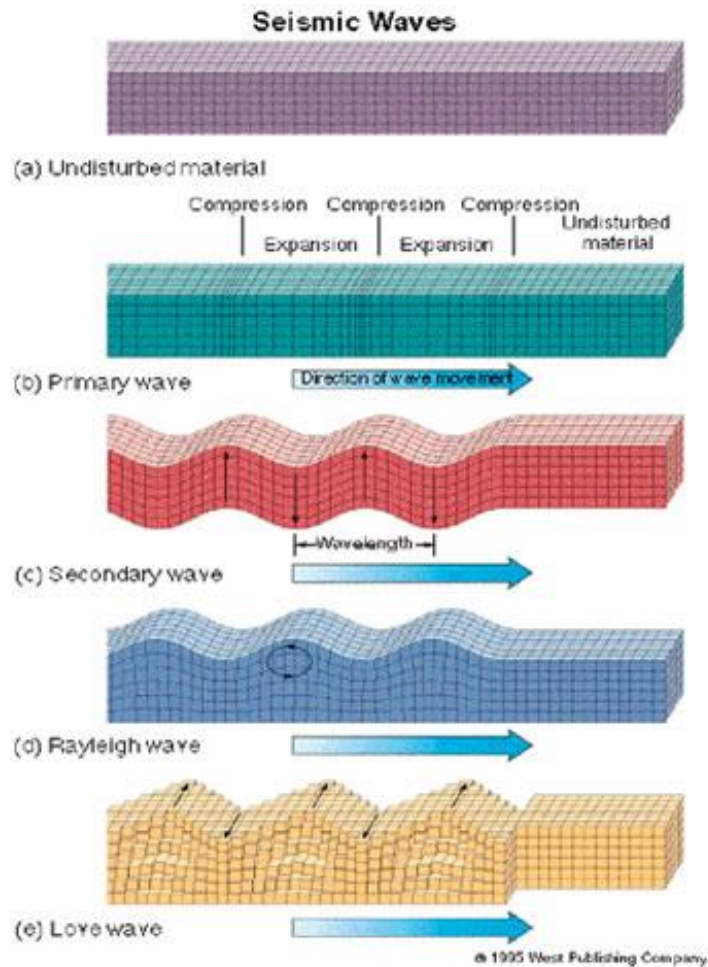 Seismic Waves
(a) Undisturbed material
Compression Compression Compression
Expansion Expansion
Undisturbed
material
(b) Primary wave
Direction of wave movement
Wavelength
(c) Secondary wave
(d) Rayleigh wave
(e) Love wave
© 1995 West Publishing Company